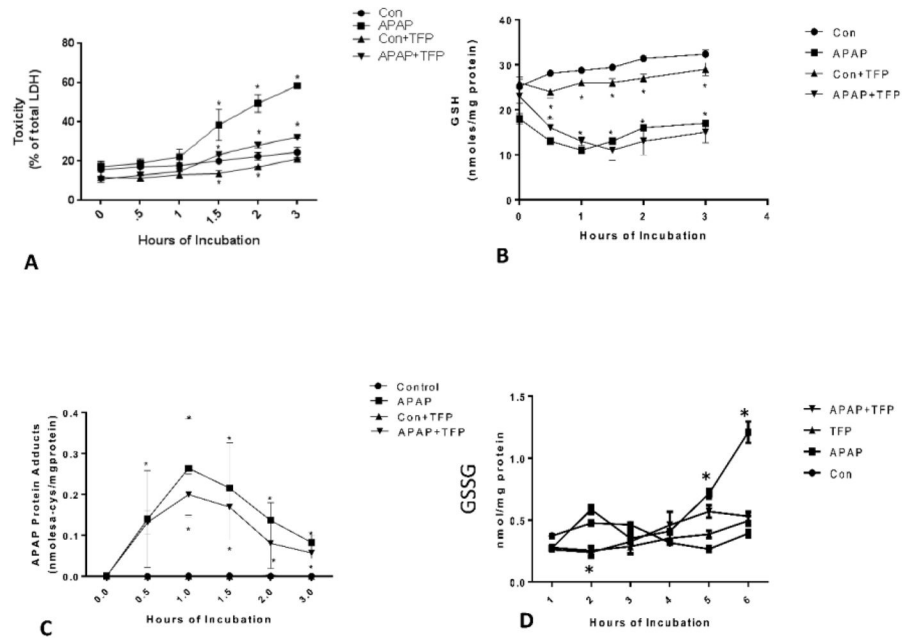 Con
APAP
Con+TFP
APAP+TFP
80
60
40
20
0
Toxicity
(% of total LDH)
0 .5 1 1.5 2 3
Hours of Incubation
A
Con
APAP
Con+TFP
APAP+TFP
40
30
20
10
0
GSH
(nmoles/mg protein)
0 1 2 3 4
Hours of Incubation
B
Control
APAP
Con+TFP
APAP+TFP
0.4
0.3
0.2
0.1
0.0
APAP Protein Adducts
(nmolesa-cys/mgprotein)
0.0 0.5 1.0 1.5 2.0 3.0
Hours of Incubation
C
APAP+TFP
TFP
APAP
Con
1.5
1.0
0.5
0.0
GSSG
nmol/mg protein
1 2 3 4 5 6
Hours of Incubation
D